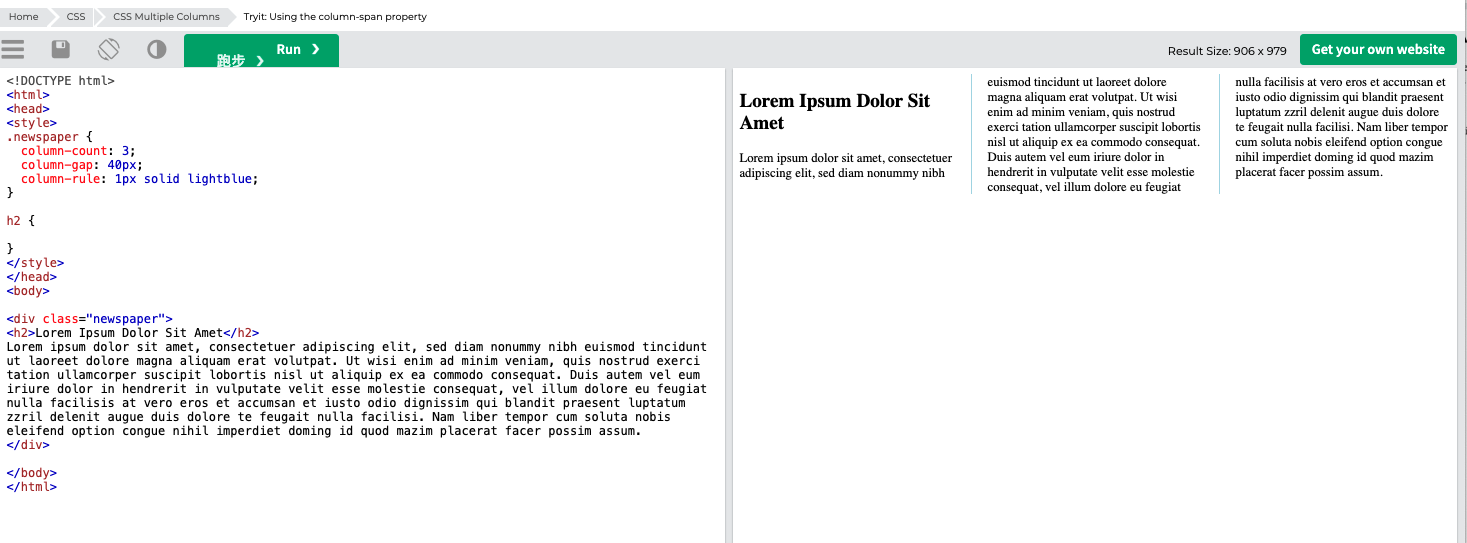 Home
CSS
CSS Multiple Columns
Tryit: Using the column-span property
Run ❯
跑步 ❯
Result Size: 906 x 979
Get your own website
<!DOCTYPE html>
<html>
<head>
<style>
.newspaper {
  column-count: 3;
  column-gap: 40px;
  column-rule: 1px solid lightblue;
}

h2 {

}
</style>
</head>
<body>

<div class="newspaper">
<h2>Lorem Ipsum Dolor Sit Amet</h2>
Lorem ipsum dolor sit amet, consectetuer adipiscing elit, sed diam nonummy nibh euismod tincidunt
ut laoreet dolore magna aliquam erat volutpat. Ut wisi enim ad minim veniam, quis nostrud exerci
tation ullamcorper suscipit lobortis nisl ut aliquip ex ea commodo consequat. Duis autem vel eum
iriure dolor in hendrerit in vulputate velit esse molestie consequat, vel illum dolore eu feugiat
nulla facilisis at vero eros et accumsan et iusto odio dignissim qui blandit praesent luptatum
zzril delenit augue duis dolore te feugait nulla facilisi. Nam liber tempor cum soluta nobis
eleifend option congue nihil imperdiet doming id quod mazim placerat facer possim assum.
</div>

</body>
</html>
Lorem Ipsum Dolor Sit
Amet
Lorem ipsum dolor sit amet, consectetuer
adipiscing elit, sed diam nonummy nibh
euismod tincidunt ut laoreet dolore
magna aliquam erat volutpat. Ut wisi
enim ad minim veniam, quis nostrud
exerci tation ullamcorper suscipit lobortis
nisl ut aliquip ex ea commodo consequat.
Duis autem vel eum iriure dolor in
hendrerit in vulputate velit esse molestie
consequat, vel illum dolore eu feugiat
nulla facilisis at vero eros et accumsan et
iusto odio dignissim qui blandit praesent
luptatum zzril delenit augue duis dolore
te feugait nulla facilisi. Nam liber tempor
cum soluta nobis eleifend option congue
nihil imperdiet doming id quod mazim
placerat facer possim assum.